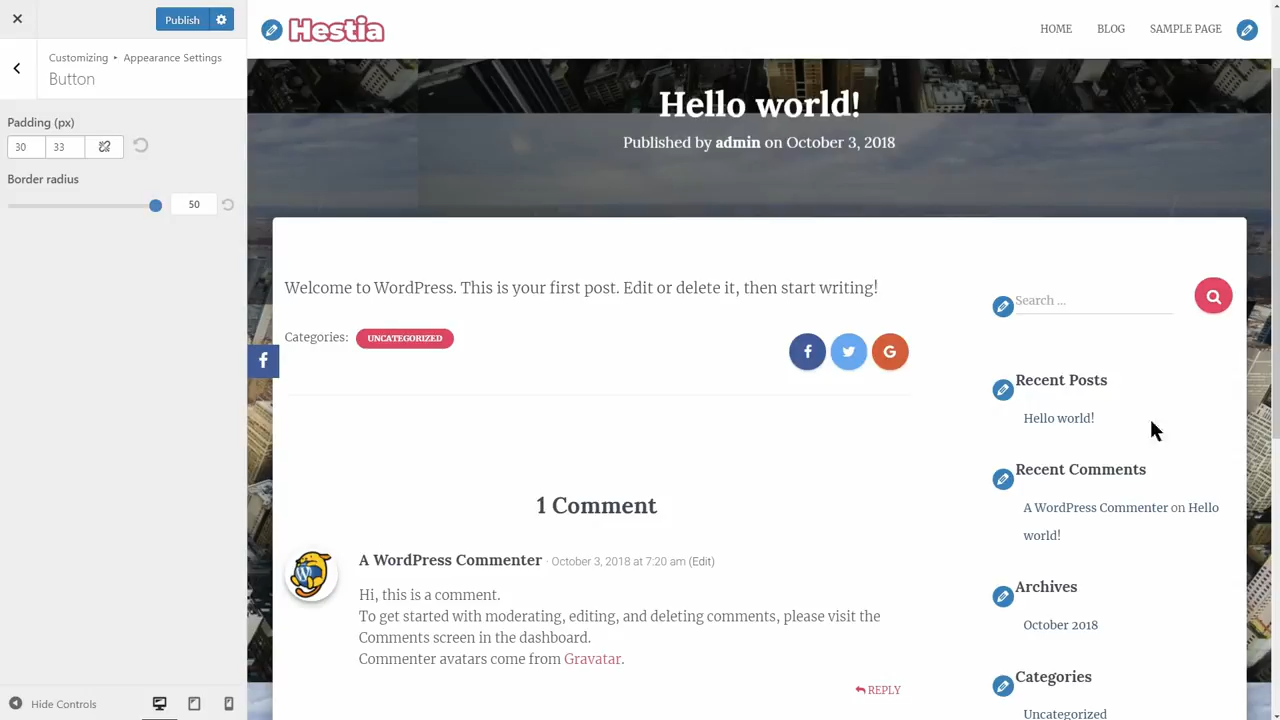 Publish
Customizing ▸ Appearance Settings
Button
Padding (px)
30 33
Border radius
50
Hide Controls
Hestia
HOME BLOG SAMPLE PAGE
Hello world!
Published by admin on October 3, 2018
Welcome to WordPress. This is your first post. Edit or delete it, then start writing!
Categories: UNCATEGORIZED
1 Comment
A WordPress Commenter · October 3, 2018 at 7:20 am (Edit)
Hi, this is a comment.
To get started with moderating, editing, and deleting comments, please visit the
Comments screen in the dashboard.
Commenter avatars come from Gravatar.
REPLY
Search …
Recent Posts
Hello world!
Recent Comments
A WordPress Commenter on Hello
world!
Archives
October 2018
Categories
Uncategorized